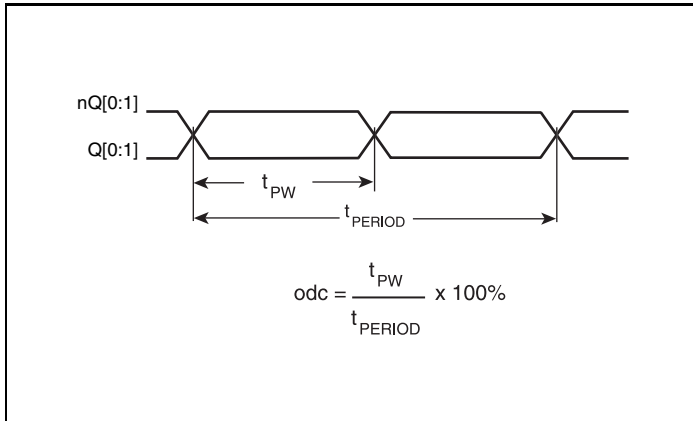 nQ[0:1]
Q[0:1]
tPW
tPERIOD
odc = tPW / tPERIOD x 100%